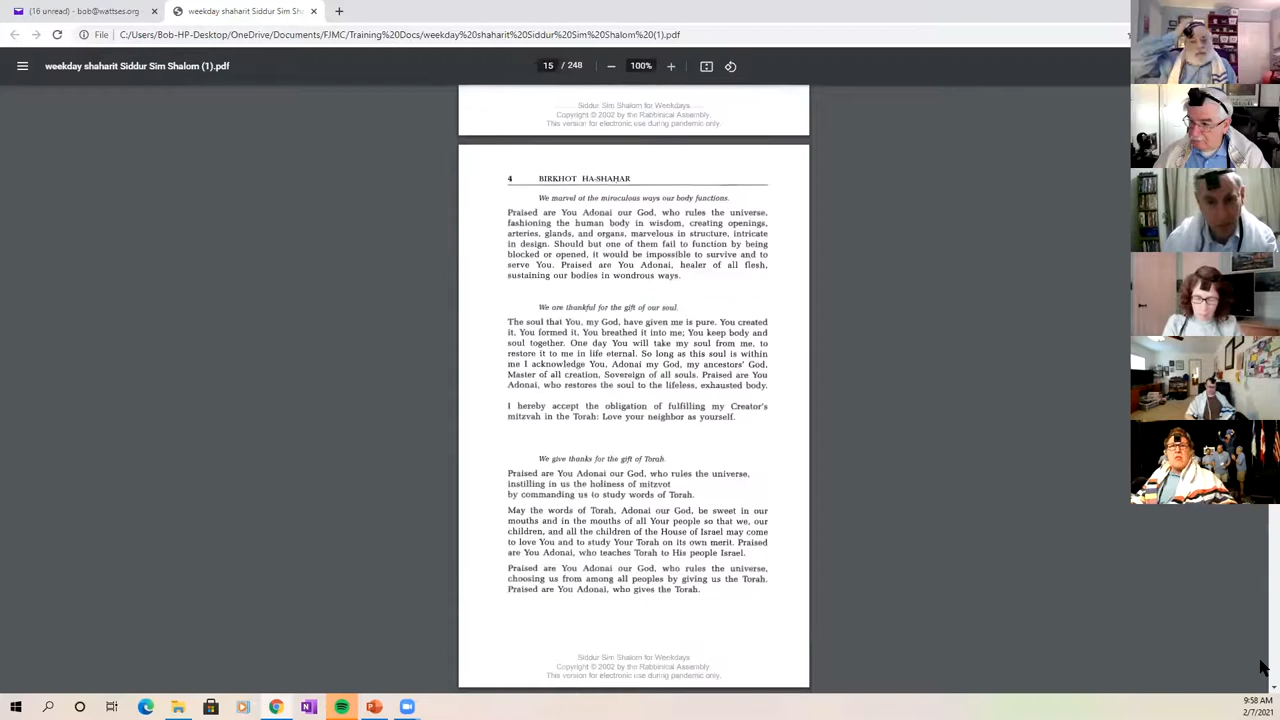 (16 unread) - bob@wattses.org
weekday shaharit Siddur Sim Sha
File
C:/Users/Bob-HP-Desktop/OneDrive/Documents/FJMC/Training%20Docs/weekday%20shaharit%20Siddur%20Sim%20Shalom%20(1).pdf
weekday shaharit Siddur Sim Shalom (1).pdf
15 / 248
100%
Siddur Sim Shalom for Weekdays
Copyright © 2002 by the Rabbinical Assembly.
This version for electronic use during pandemic only.
4 BIRKHOT HA-SHAḤAR
We marvel at the miraculous ways our body functions.
Praised are You Adonai our God, who rules the universe,
fashioning the human body in wisdom, creating openings,
arteries, glands, and organs, marvelous in structure, intricate
in design. Should but one of them fail to function by being
blocked or opened, it would be impossible to survive and to
serve You. Praised are You Adonai, healer of all flesh,
sustaining our bodies in wondrous ways.
We are thankful for the gift of our soul.
The soul that You, my God, have given me is pure. You created
it, You formed it, You breathed it into me; You keep body and
soul together. One day You will take my soul from me, to
restore it to me in life eternal. So long as this soul is within
me I acknowledge You, Adonai my God, my ancestors' God,
Master of all creation, Sovereign of all souls. Praised are You
Adonai, who restores the soul to the lifeless, exhausted body.
I hereby accept the obligation of fulfilling my Creator's
mitzvah in the Torah: Love your neighbor as yourself.
We give thanks for the gift of Torah.
Praised are You Adonai our God, who rules the universe,
instilling in us the holiness of mitzvot
by commanding us to study words of Torah.
May the words of Torah, Adonai our God, be sweet in our
mouths and in the mouths of all Your people so that we, our
children, and all the children of the House of Israel may come
to love You and to study Your Torah on its own merit. Praised
are You Adonai, who teaches Torah to His people Israel.
Praised are You Adonai our God, who rules the universe,
choosing us from among all peoples by giving us the Torah.
Praised are You Adonai, who gives the Torah.
Siddur Sim Shalom for Weekdays
Copyright © 2002 by the Rabbinical Assembly
This version for electronic use during pandemic only.
9:58 AM
2/7/2021